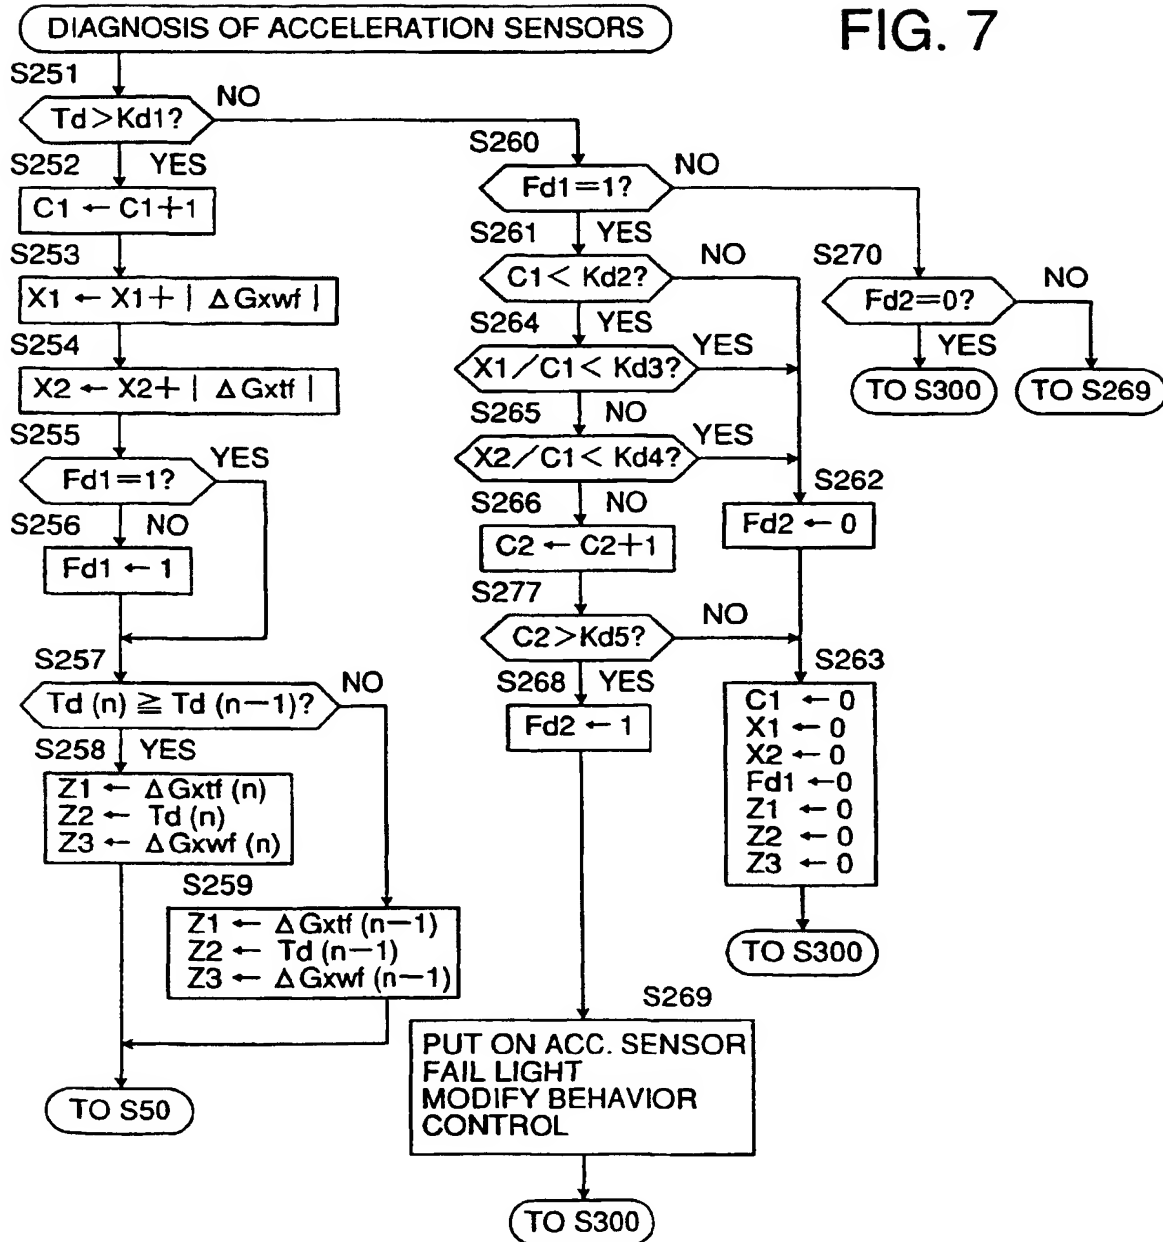 DIAGNOSIS OF ACCELERATION SENSORS
FIG. 7
S251
Td>Kd1?
NO
S252
YES
C1 ← C1+1
S253
X1 ← X1+ | ΔGxwf |
S254
X2 ← X2+ | ΔGxtf |
S255
Fd1=1?
YES
S256
NO
Fd1 ← 1
S257
Td (n) ≧ Td (n−1)?
NO
S258
YES
Z1 ← ΔGxtf (n)
Z2 ← Td (n)
Z3 ← ΔGxwf (n)
S259
Z1 ← ΔGxtf (n−1)
Z2 ← Td (n−1)
Z3 ← ΔGxwf (n−1)
TO S50
S260
Fd1=1?
NO
S261
YES
C1< Kd2?
NO
S264
YES
X1/C1< Kd3?
YES
S265
NO
X2/C1< Kd4?
YES
S266
NO
C2 ← C2+1
S277
C2>Kd5?
NO
S268
YES
Fd2 ← 1
S269
PUT ON ACC. SENSOR
FAIL LIGHT
MODIFY BEHAVIOR
CONTROL
TO S300
S270
Fd2=0?
NO
YES
TO S300
TO S269
S262
Fd2 ← 0
S263
C1 ←0
X1 ←0
X2 ←0
Fd1 ←0
Z1 ←0
Z2 ←0
Z3 ←0
TO S300